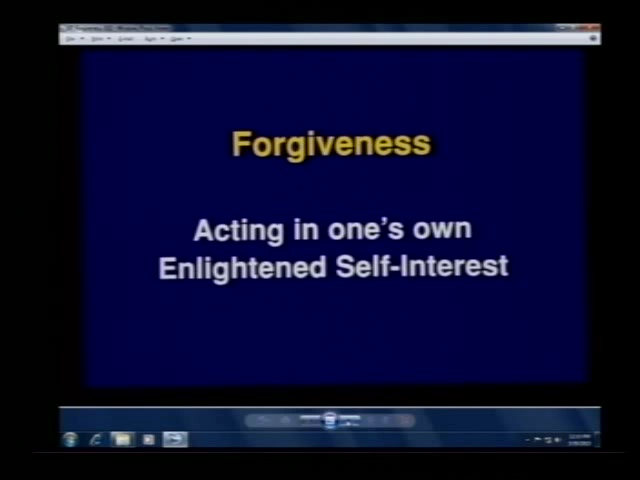 Forgiveness
Acting in one's own
Enlightened Self-Interest